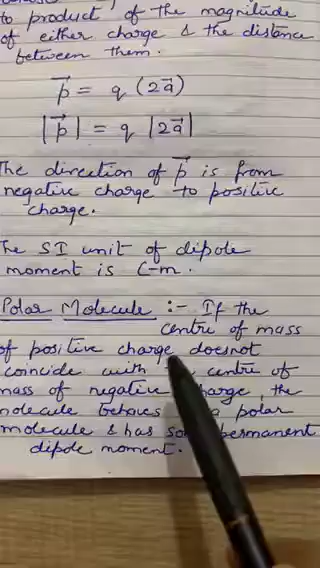 to product of the magnitude
of either charge & the distance
between them.
p⃗ = q (2a⃗)
|p⃗| = q |2a⃗|
The direction of p⃗ is from
negative charge to positive
charge.
The SI unit of dipole
moment is C-m.
Polar Molecule :- If the
centre of mass
of positive charge doesnot
coincide with centre of
mass of negative charge, the
molecule behaves a polar
molecule & has permanent
dipole moment.